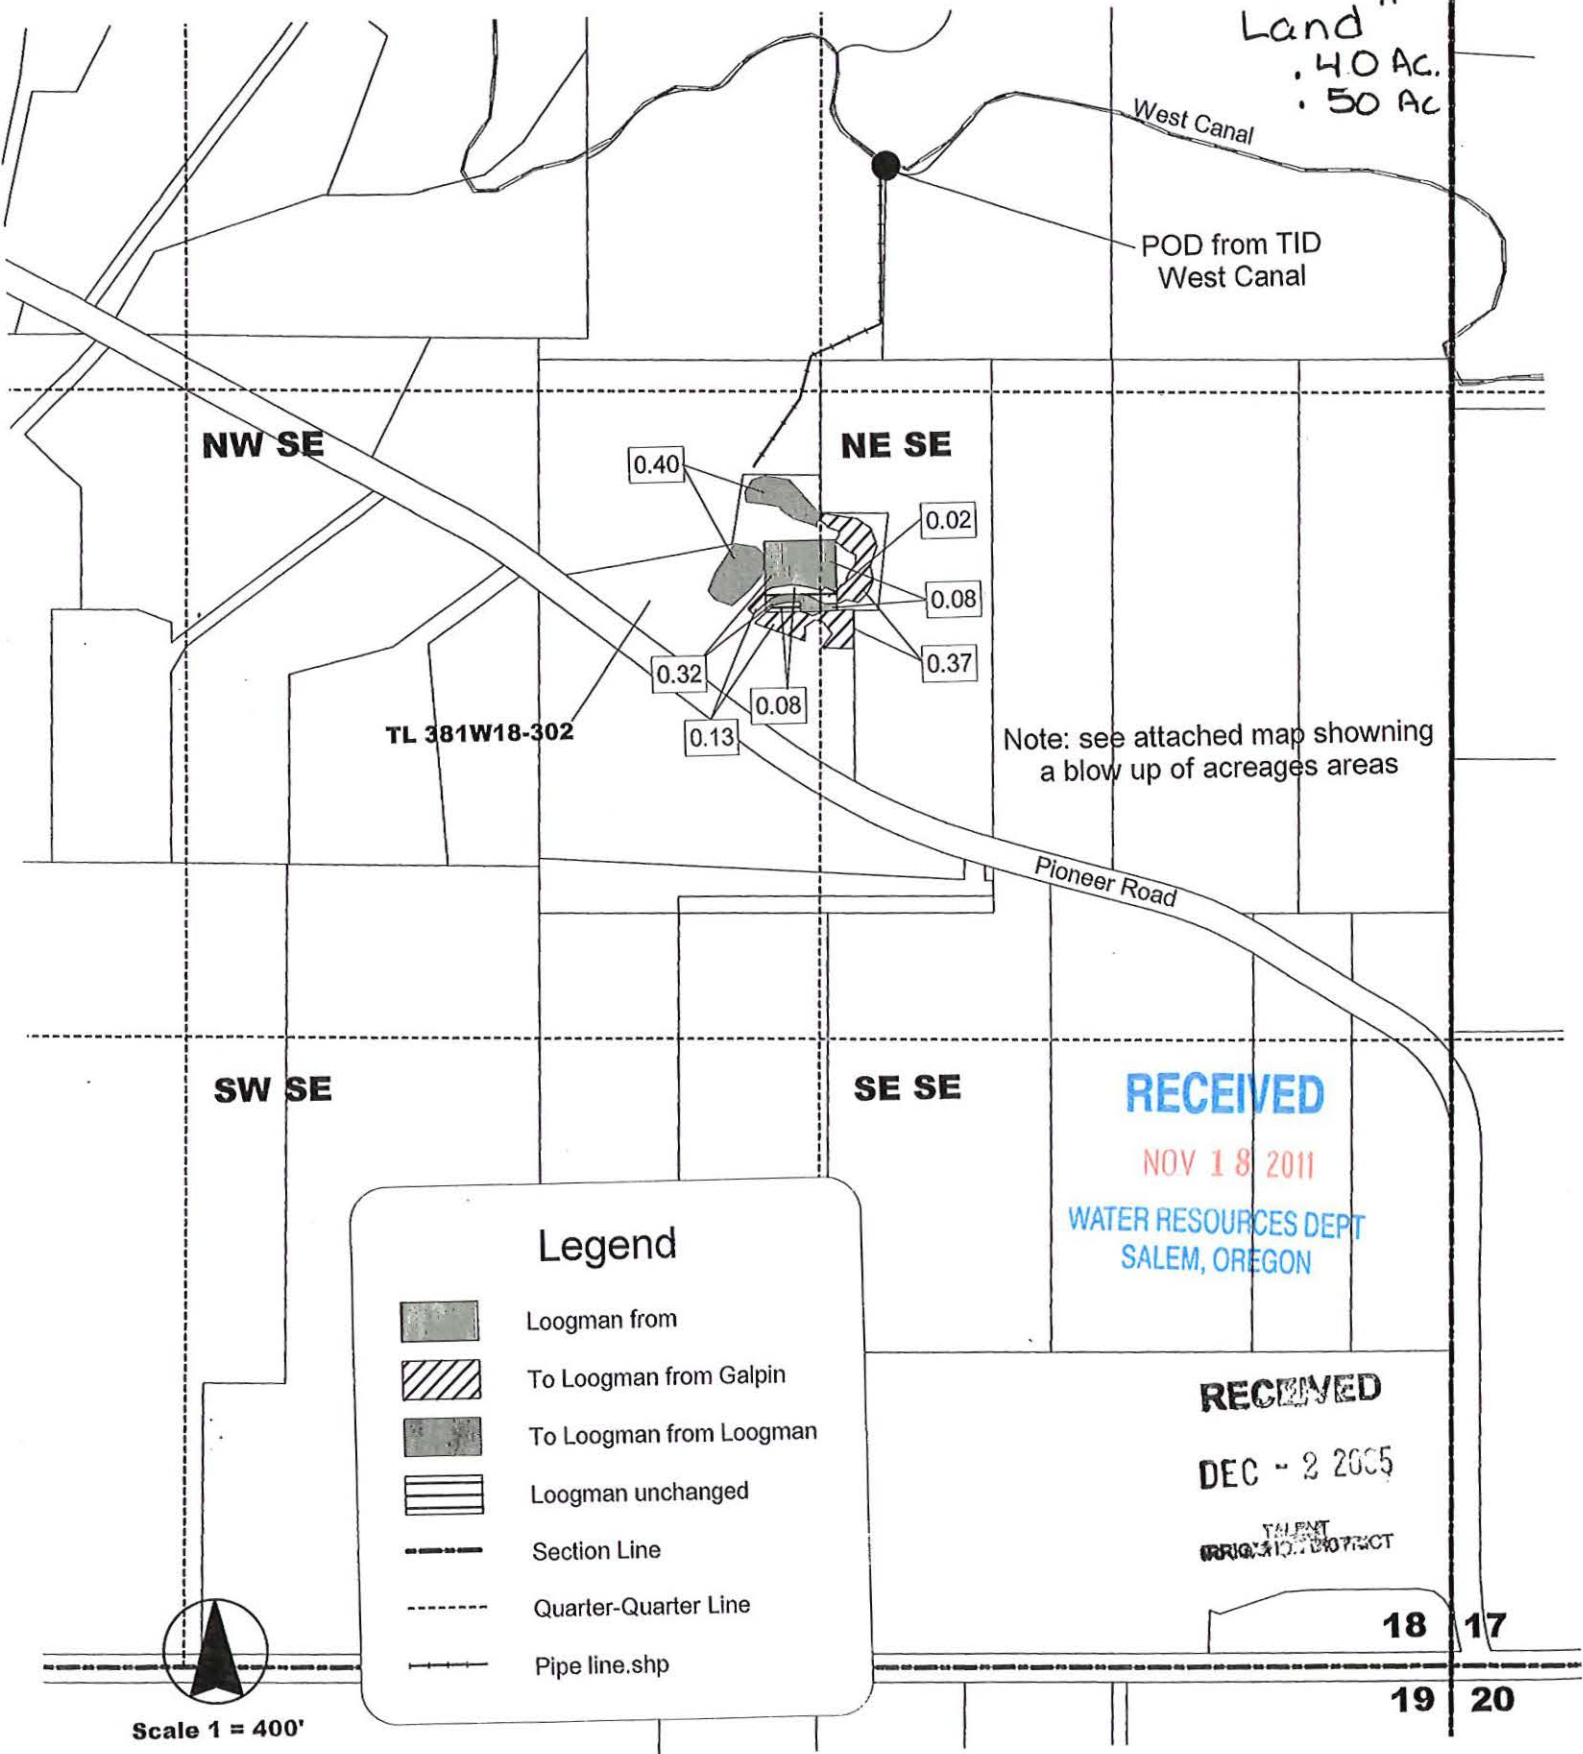 Land "
.40 Ac.
.50 Ac
West Canal
POD from TID
West Canal
NW SE
NE SE
0.40
0.02
0.08
0.37
0.32
0.08
0.13
TL 381W18-302
Note: see attached map showning
a blow up of acreages areas
Pioneer Road
SW SE
SE SE
RECEIVED
NOV 18 2011
WATER RESOURCES DEPT
SALEM, OREGON
Legend
Loogman from
To Loogman from Galpin
To Loogman from Loogman
Loogman unchanged
Section Line
Quarter-Quarter Line
Pipe line.shp
RECEIVED
DEC - 2 2005
TALENT
IRRIGATION DISTRICT
18 17
19 20
Scale 1 = 400'